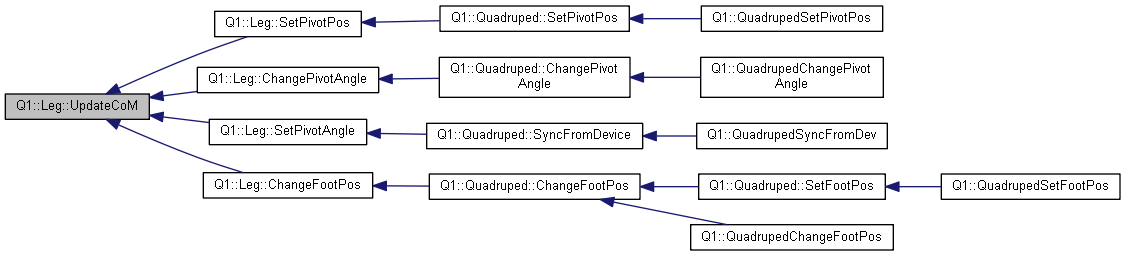 Q1::Leg::SetPivotPos
Q1::Quadruped::SetPivotPos
Q1::QuadrupedSetPivotPos
Q1::Leg::ChangePivotAngle
Q1::Quadruped::ChangePivot
Angle
Q1::QuadrupedChangePivot
Angle
Q1::Leg::UpdateCoM
Q1::Leg::SetPivotAngle
Q1::Quadruped::SyncFromDevice
Q1::QuadrupedSyncFromDev
Q1::Leg::ChangeFootPos
Q1::Quadruped::ChangeFootPos
Q1::Quadruped::SetFootPos
Q1::QuadrupedSetFootPos
Q1::QuadrupedChangeFootPos